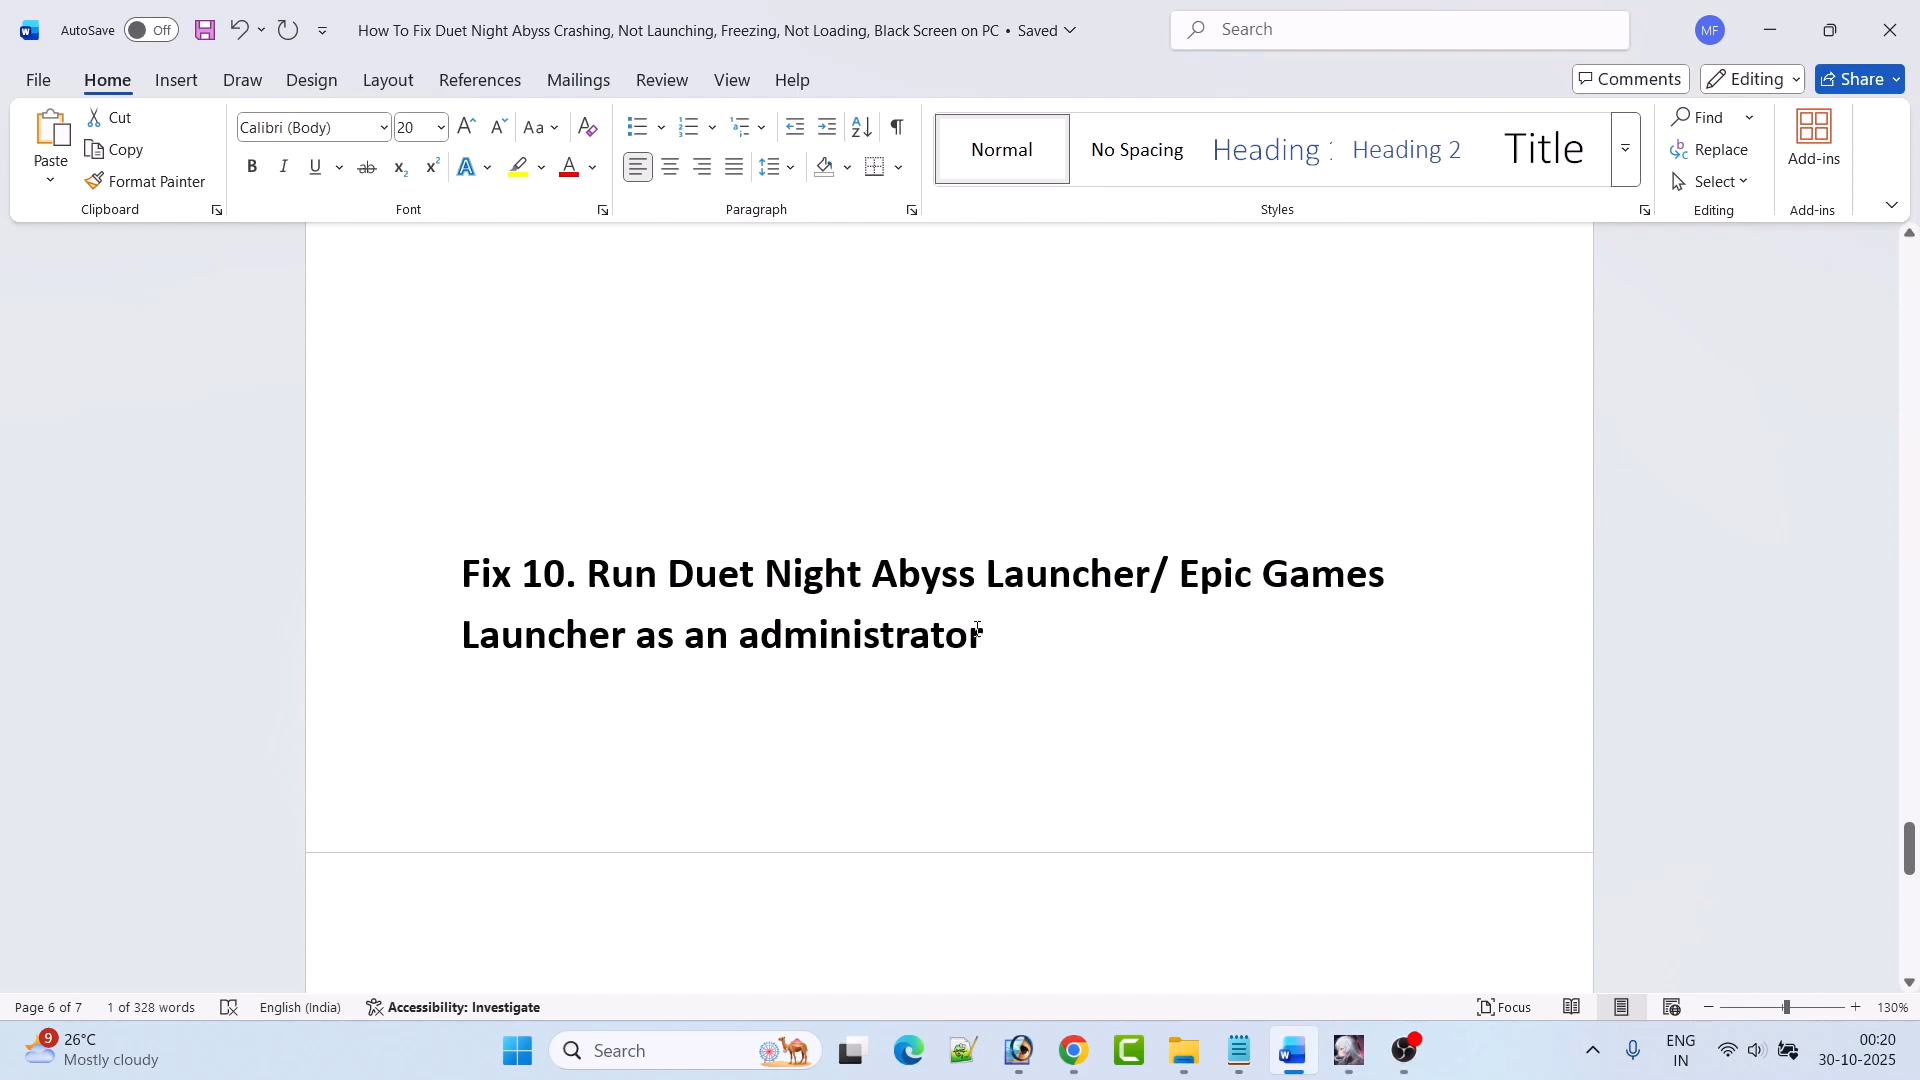 AutoSave Off How To Fix Duet Night Abyss Crashing, Not Launching, Freezing, Not Loading, Black Screen on PC • Saved Search MF
File Home Insert Draw Design Layout References Mailings Review View Help Comments Editing Share
Paste Cut Copy Format Painter Clipboard
Calibri (Body) 20 Aa Font
Paragraph
Normal No Spacing Heading 1 Heading 2 Title Styles
Find Replace Select Editing
Add-ins Add-ins
Fix 10. Run Duet Night Abyss Launcher/ Epic Games
Launcher as an administrator
Page 6 of 7 1 of 328 words English (India) Accessibility: Investigate Focus 130%
9 26°C Mostly cloudy Search ENG IN 00:20 30-10-2025